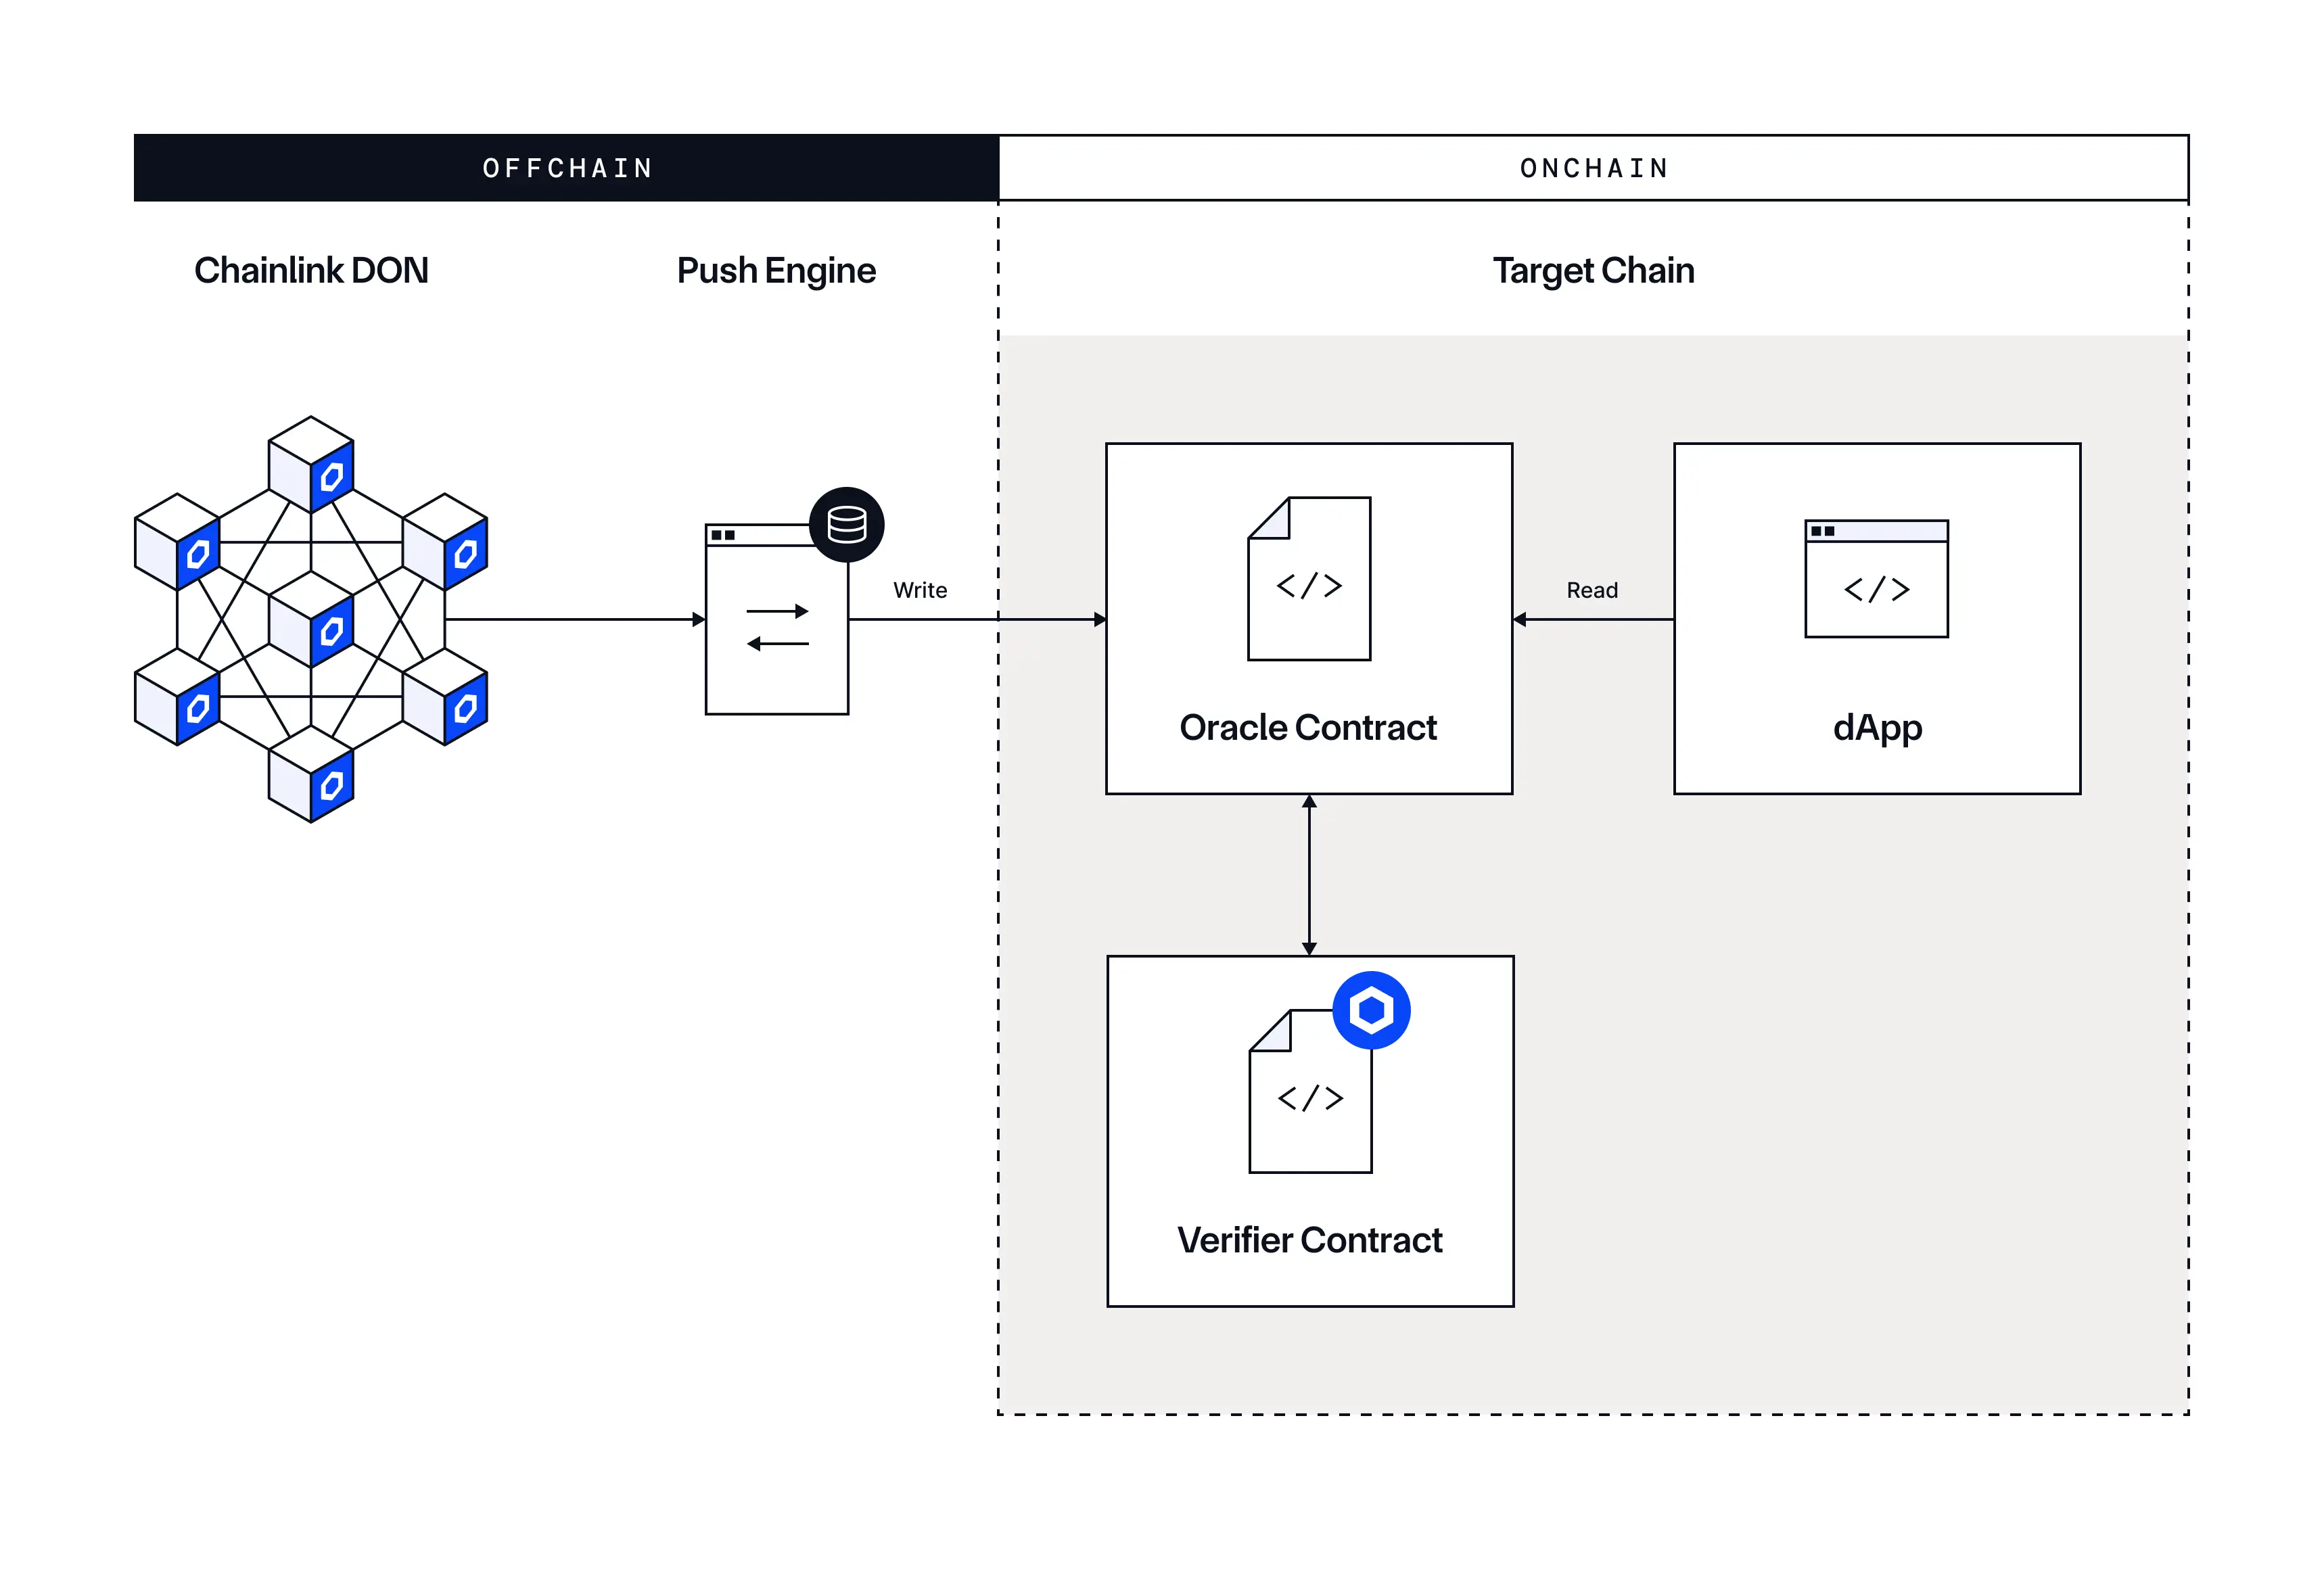 OFFCHAIN
ONCHAIN
Chainlink DON
Push Engine
Target Chain
Write
Read
</>
</>
Oracle Contract
dApp
</>
Verifier Contract